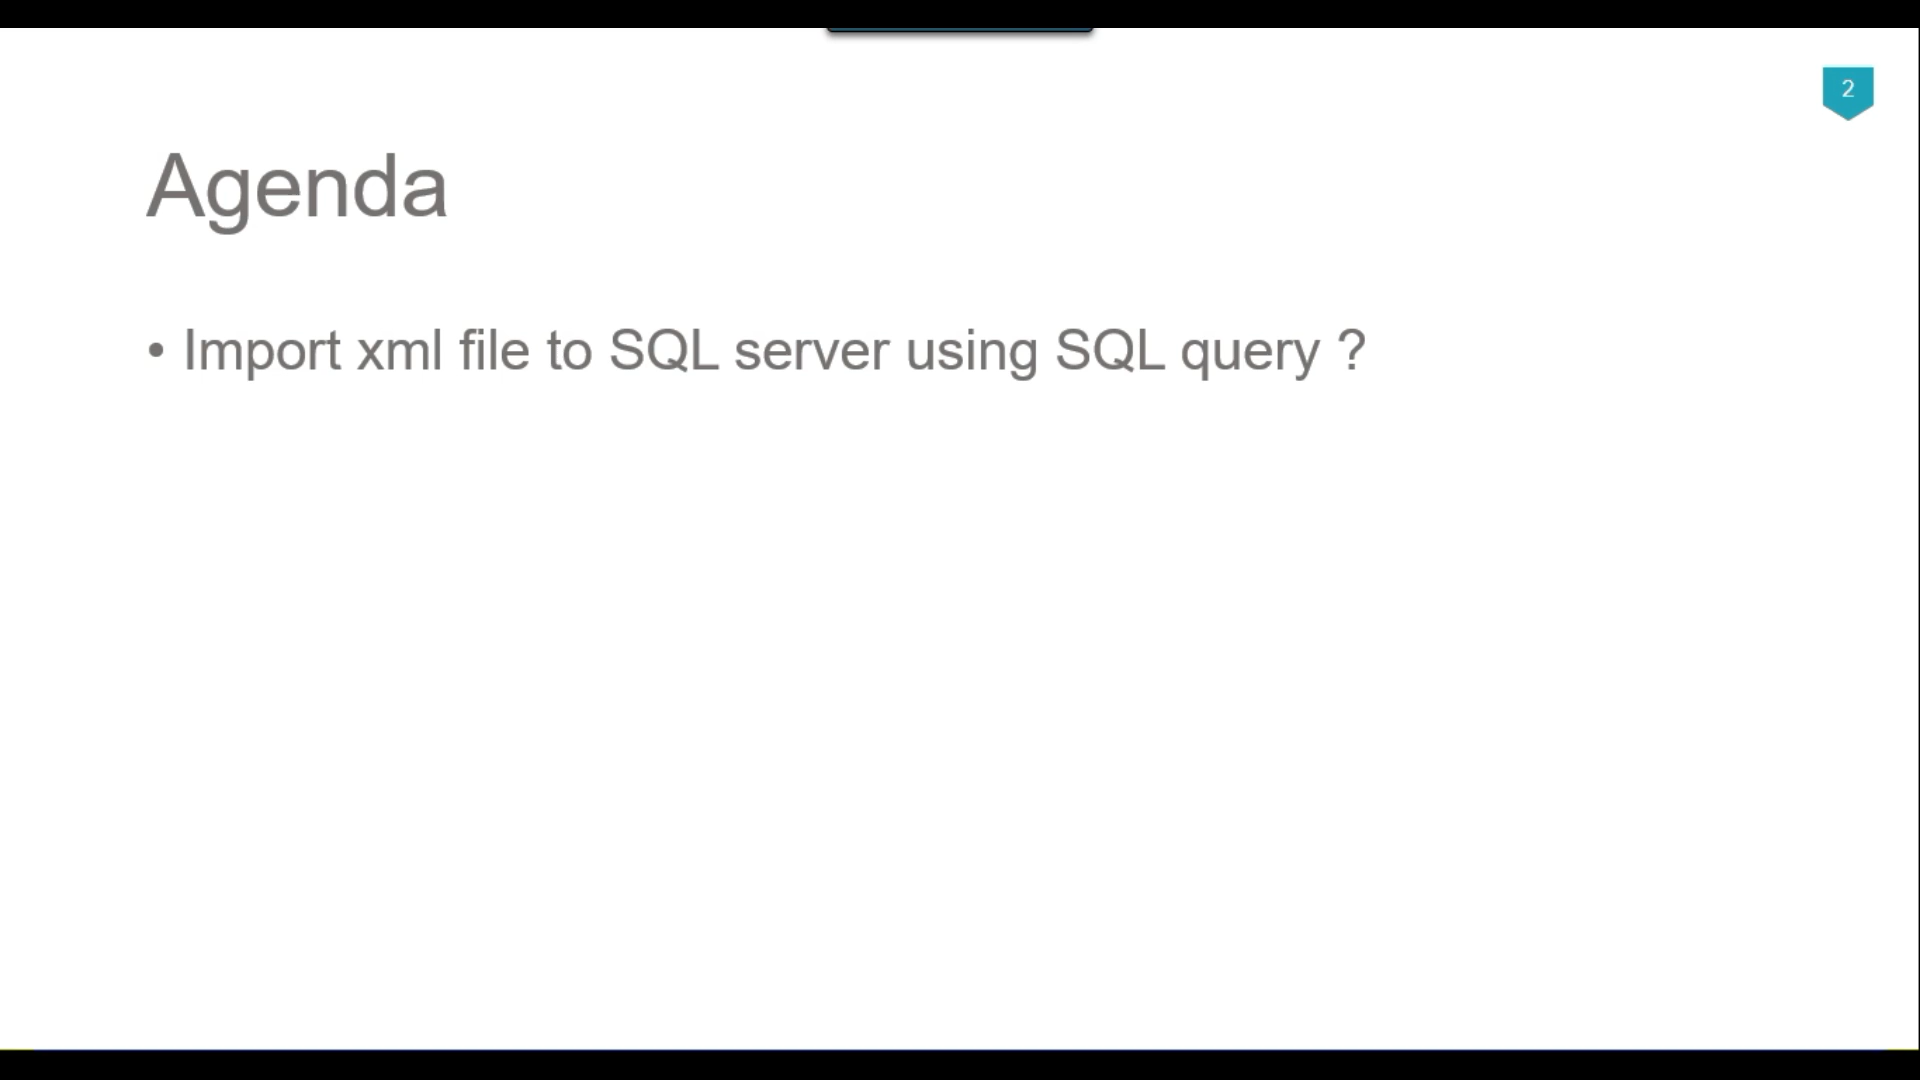 2
Agenda
• Import xml file to SQL server using SQL query ?